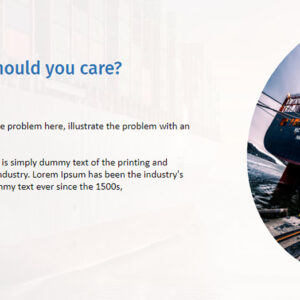 hould you care?
e problem here, illustrate the problem with an
is simply dummy text of the printing and
ndustry. Lorem Ipsum has been the industry's
mmy text ever since the 1500s,